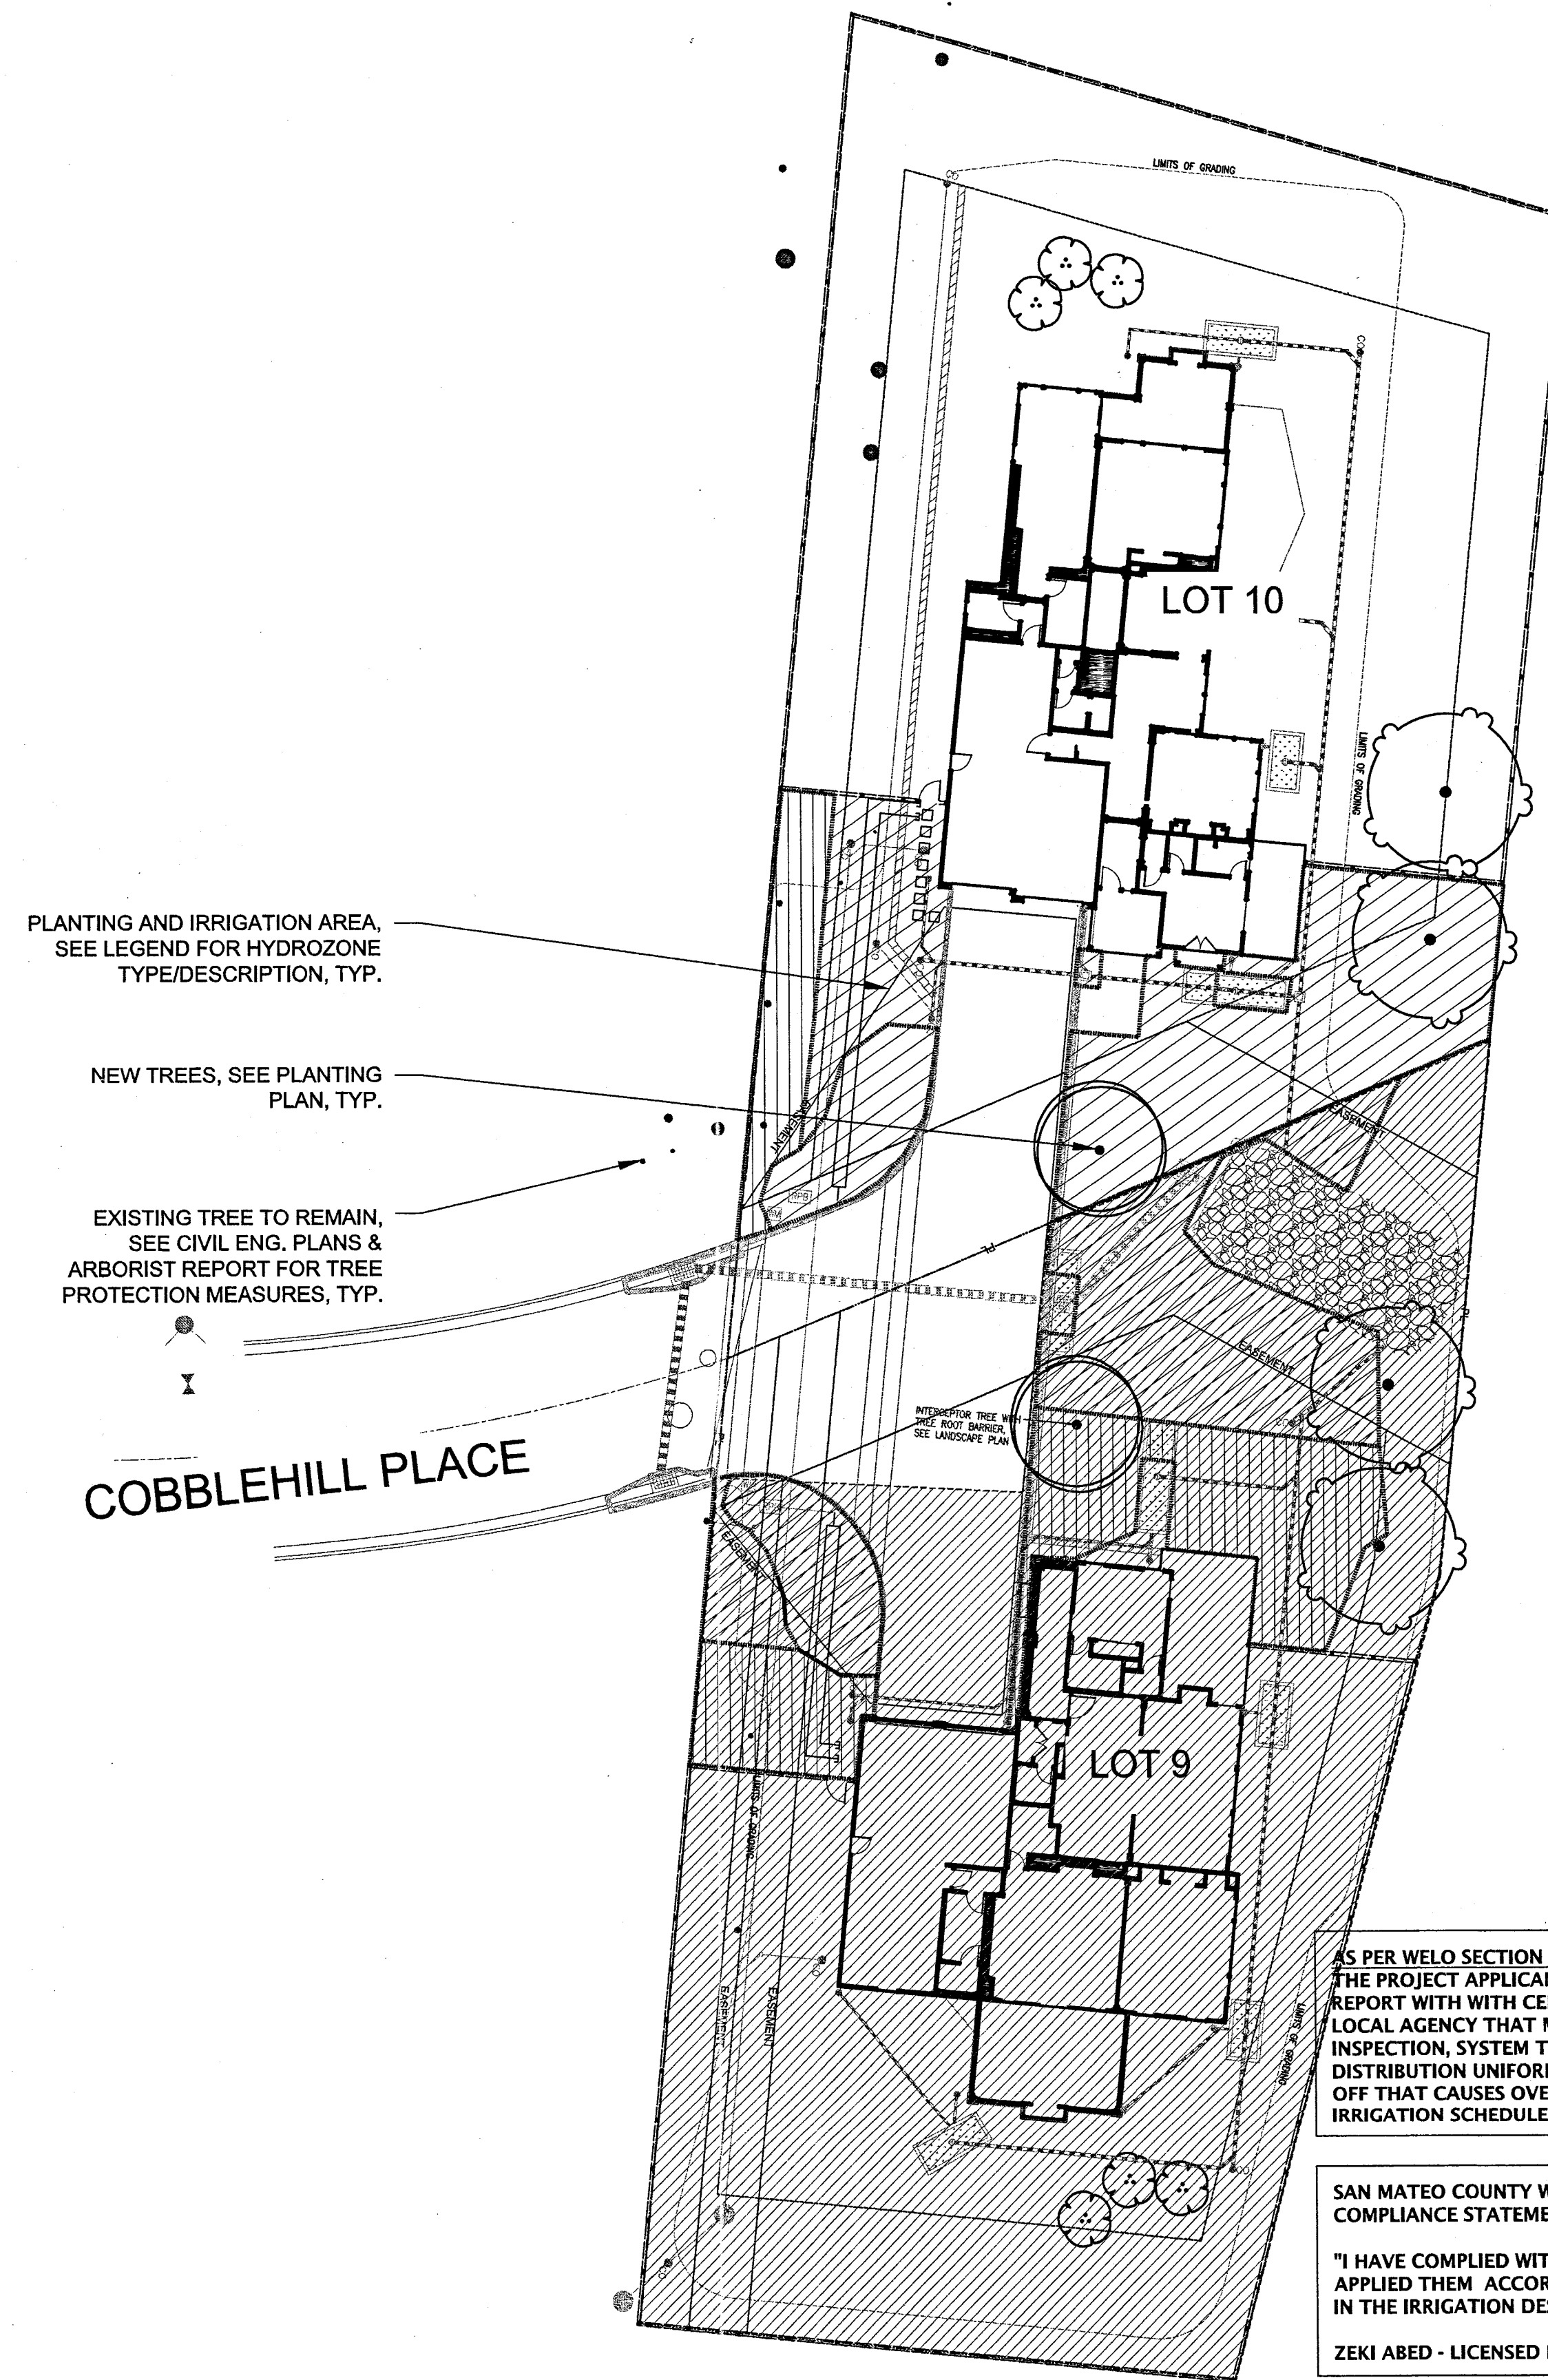 LIMITS OF GRADING
CO
LOT 10
LIMITS OF GRADING
PLANTING AND IRRIGATION AREA,
SEE LEGEND FOR HYDROZONE
TYPE/DESCRIPTION, TYP.
NEW TREES, SEE PLANTING
PLAN, TYP.
EASEMENT
EASEMENT
EXISTING TREE TO REMAIN,
SEE CIVIL ENG. PLANS &
ARBORIST REPORT FOR TREE
PROTECTION MEASURES, TYP.
PL
EASEMENT
INTERCEPTOR TREE WITH
TREE ROOT BARRIER,
SEE LANDSCAPE PLAN
COBBLEHILL PLACE
EASEMENT
LOT 9
LIMITS OF GRADING
EASEMENT
EASEMENT
LIMITS OF GRADING
CO
CO
AS PER WELO SECTION
THE PROJECT APPLICA
REPORT WITH WITH CE
LOCAL AGENCY THAT M
INSPECTION, SYSTEM T
DISTRIBUTION UNIFOR
OFF THAT CAUSES OVE
IRRIGATION SCHEDULE
SAN MATEO COUNTY W
COMPLIANCE STATEME
"I HAVE COMPLIED WIT
APPLIED THEM ACCOR
IN THE IRRIGATION DES
ZEKI ABED - LICENSED